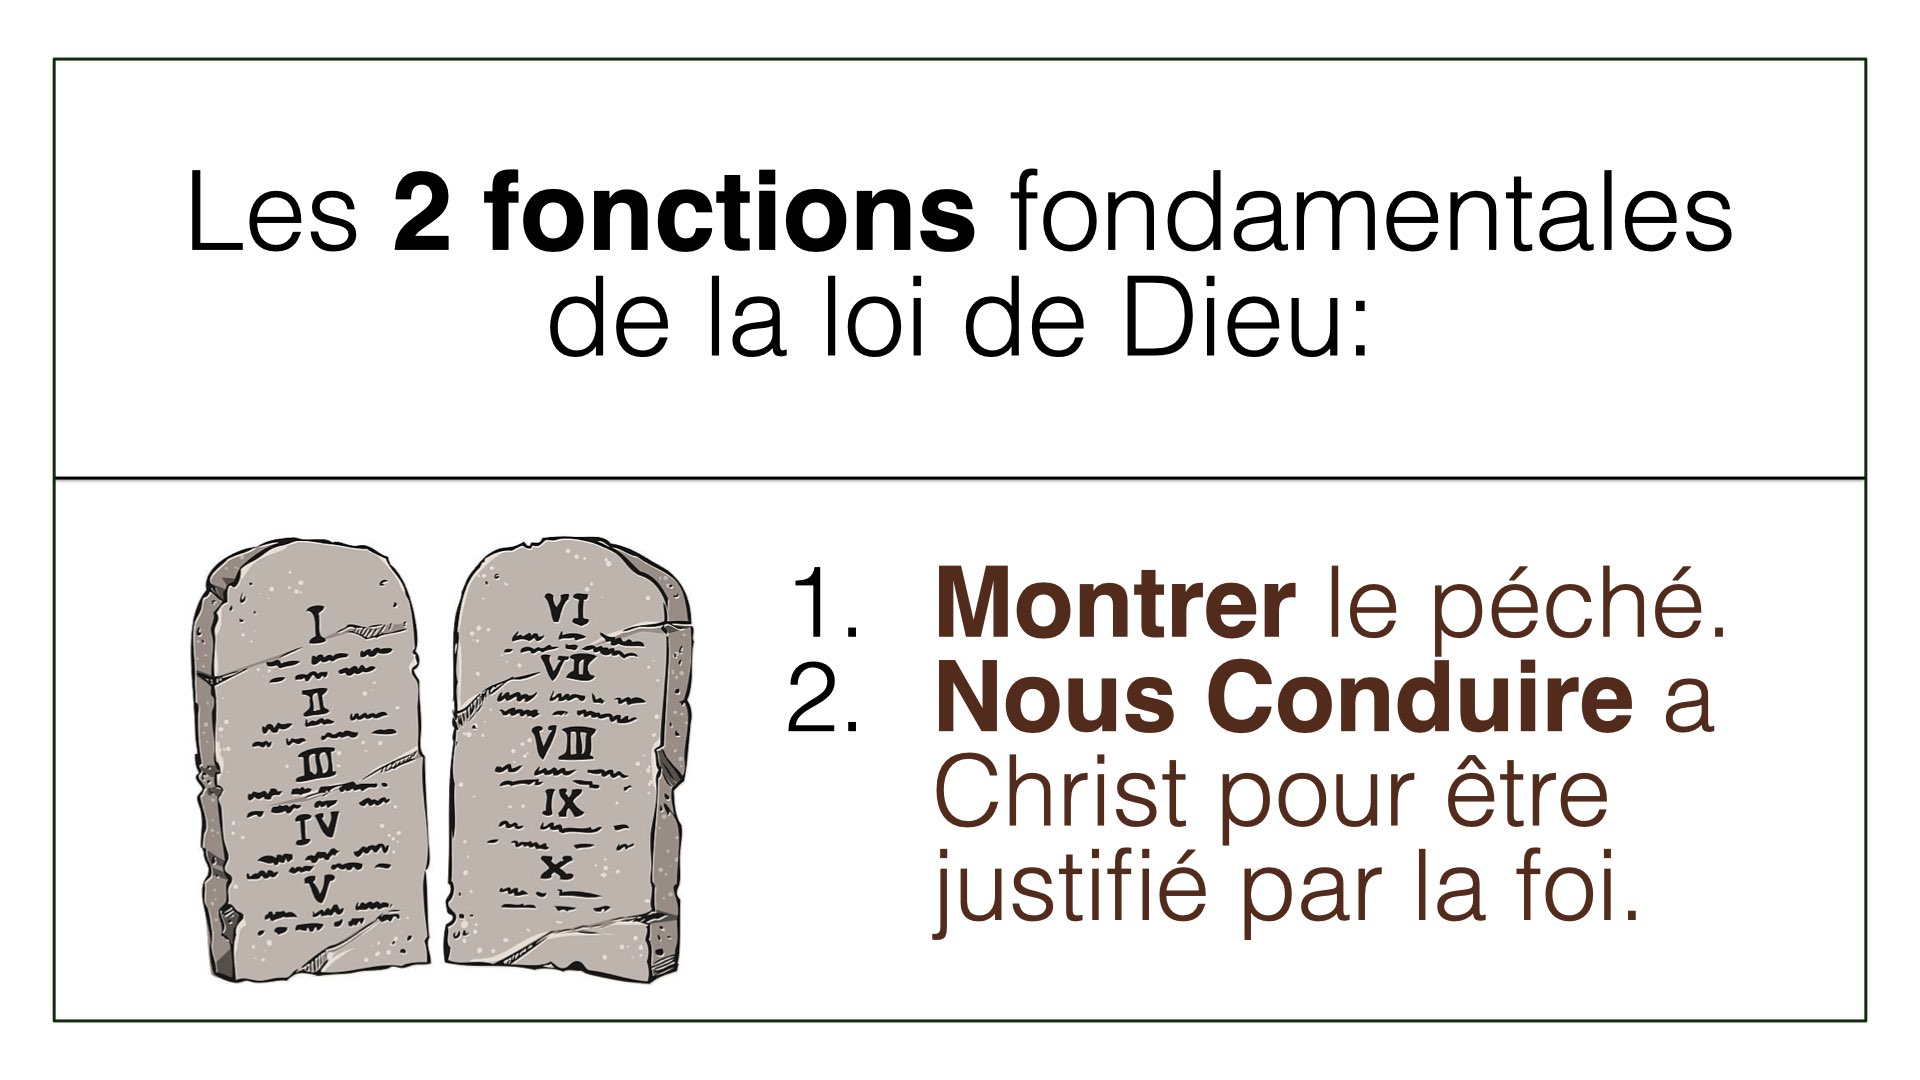 Les 2 fonctions fondamentales
de la loi de Dieu:
I
II
III
IV
V
VI
VII
VIII
IX
X
1. Montrer le péché.
2. Nous Conduire a
Christ pour être
justifié par la foi.